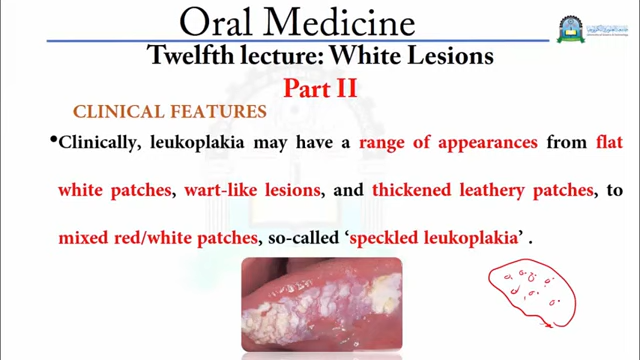 Oral Medicine
Twelfth lecture: White Lesions
Part II
CLINICAL FEATURES
•Clinically, leukoplakia may have a range of appearances from flat
white patches, wart-like lesions, and thickened leathery patches, to
mixed red/white patches, so-called ‘speckled leukoplakia’ .